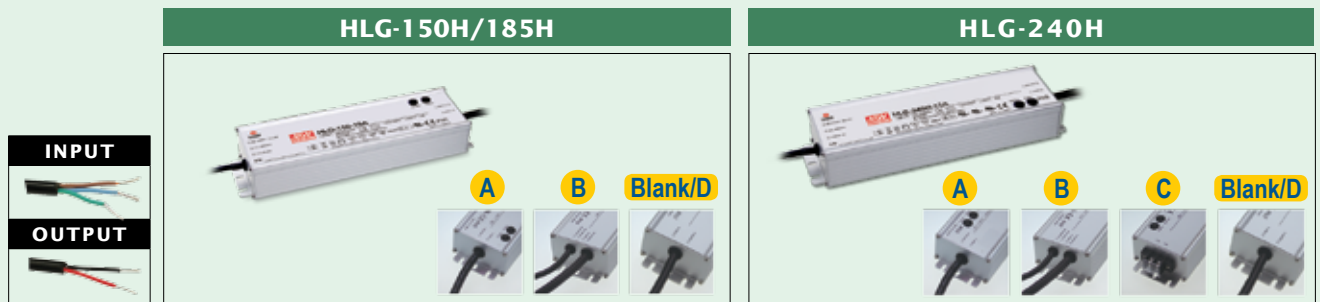 HLG-150H/185H
HLG-240H
INPUT
OUTPUT
A
B
Blank/D
A
B
C
Blank/D